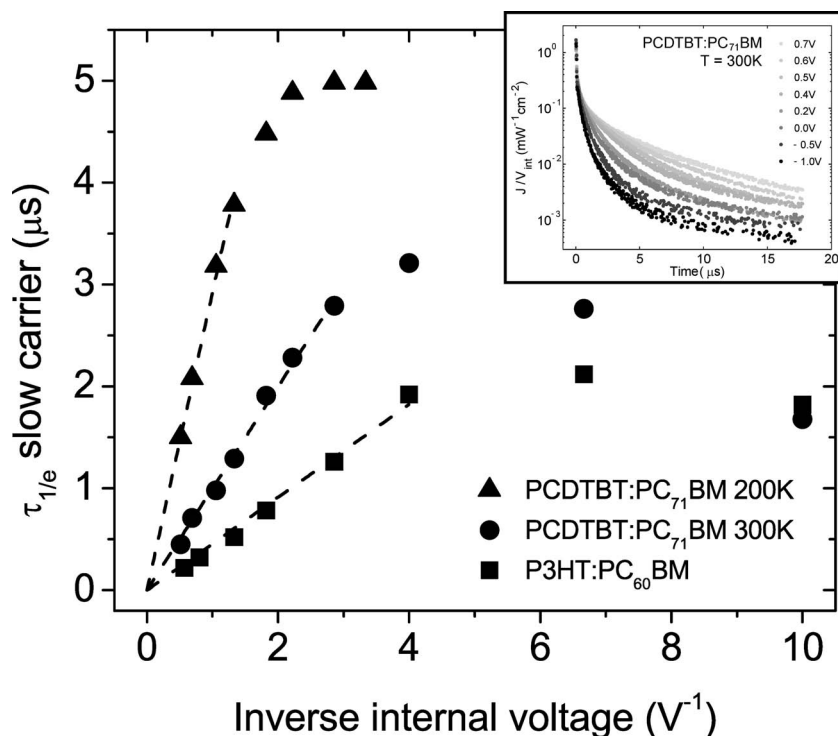 PCDTBT:PC71BM
T = 300K
0.7V
0.6V
0.5V
0.4V
0.2V
0.0V
- 0.5V
- 1.0V
10^0
10^-1
10^-2
10^-3
J/V_int (mW^-1cm^-2)
0
5
10
15
20
Time( μs)
5
4
3
2
1
0
τ1/e slow carrier (μs)
PCDTBT:PC71BM 200K
PCDTBT:PC71BM 300K
P3HT:PC60BM
0
2
4
6
8
10
Inverse internal voltage (V^-1)